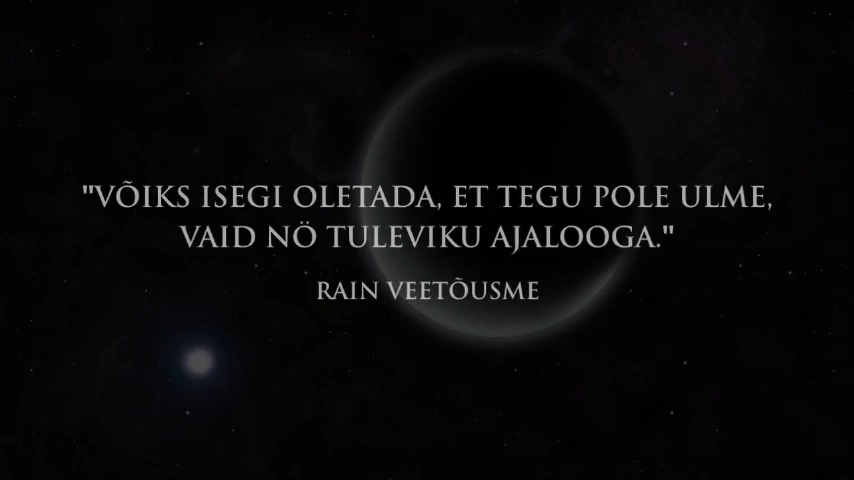 "VÕIKS ISEGI OLETADA, ET TEGU POLE ULME,
VAID NÖ TULEVIKU AJALOOGA."
RAIN VEETÕUSME